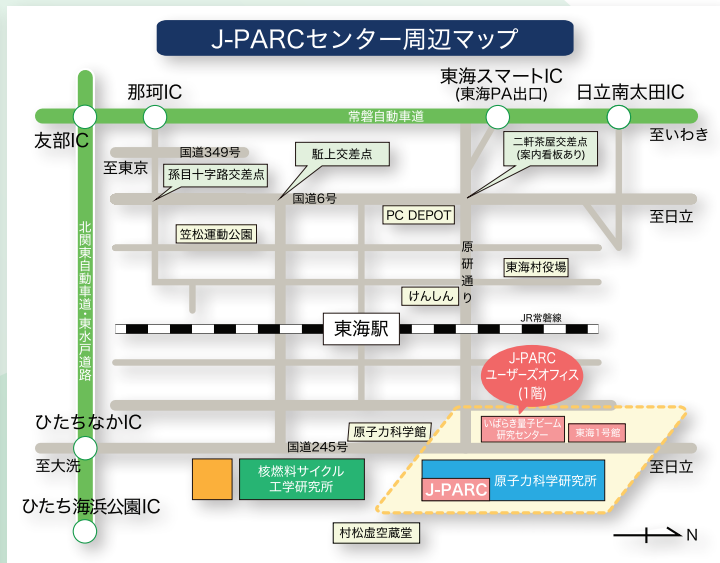 J-PARCセンター周辺マップ
那珂IC
東海スマートIC
(東海PA出口)
日立南太田IC
常磐自動車道
友部IC
至いわき
国道349号
至東京
孫目十字路交差点
駈上交差点
二軒茶屋交差点
(案内看板あり)
国道6号
PC DEPOT
至日立
笠松運動公園
原研通り
東海村役場
けんしん
北関東自動車道・東水戸道路
東海駅
JR常磐線
J-PARC
ユーザーズオフィス
(1階)
ひたちなかIC
原子力科学館
いばらき量子ビーム
研究センター
東海1号館
国道245号
至大洗
至日立
核燃料サイクル
工学研究所
J-PARC
原子力科学研究所
ひたち海浜公園IC
村松虚空蔵堂
N